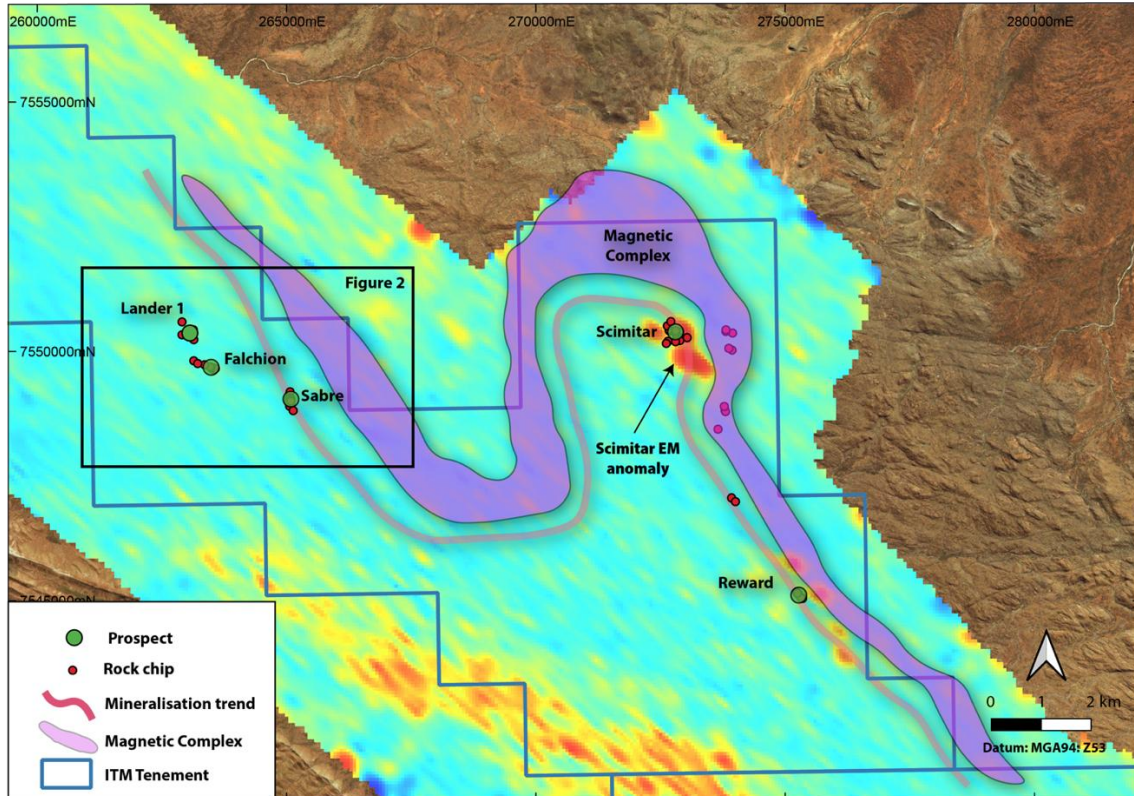 260000mE
265000mE
270000mE
275000mE
280000mE
7555000mN
Magnetic
Complex
Figure 2
Lander 1
Scimitar
7550000mN
Falchion
Sabre
Scimitar EM
anomaly
Reward
7545000mN
Prospect
Rock chip
Mineralisation trend
Magnetic Complex
ITM Tenement
0 1 2 km
Datum: MGA94: Z53